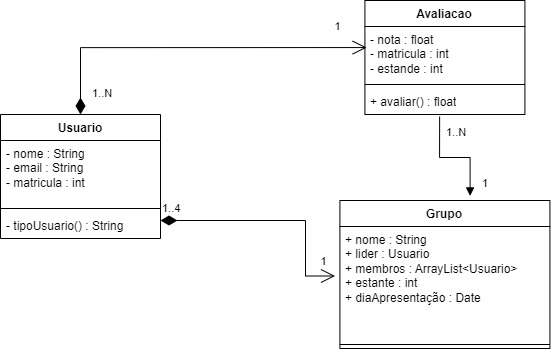 Avaliacao
- nota : float
- matricula : int
- estande : int
+ avaliar() : float
1
1..N
Usuario
- nome : String
- email : String
- matricula : int
- tipoUsuario() : String
1..N
1
1..4
1
Grupo
+ nome : String
+ lider : Usuario
+ membros : ArrayList<Usuario>
+ estante : int
+ diaApresentação : Date